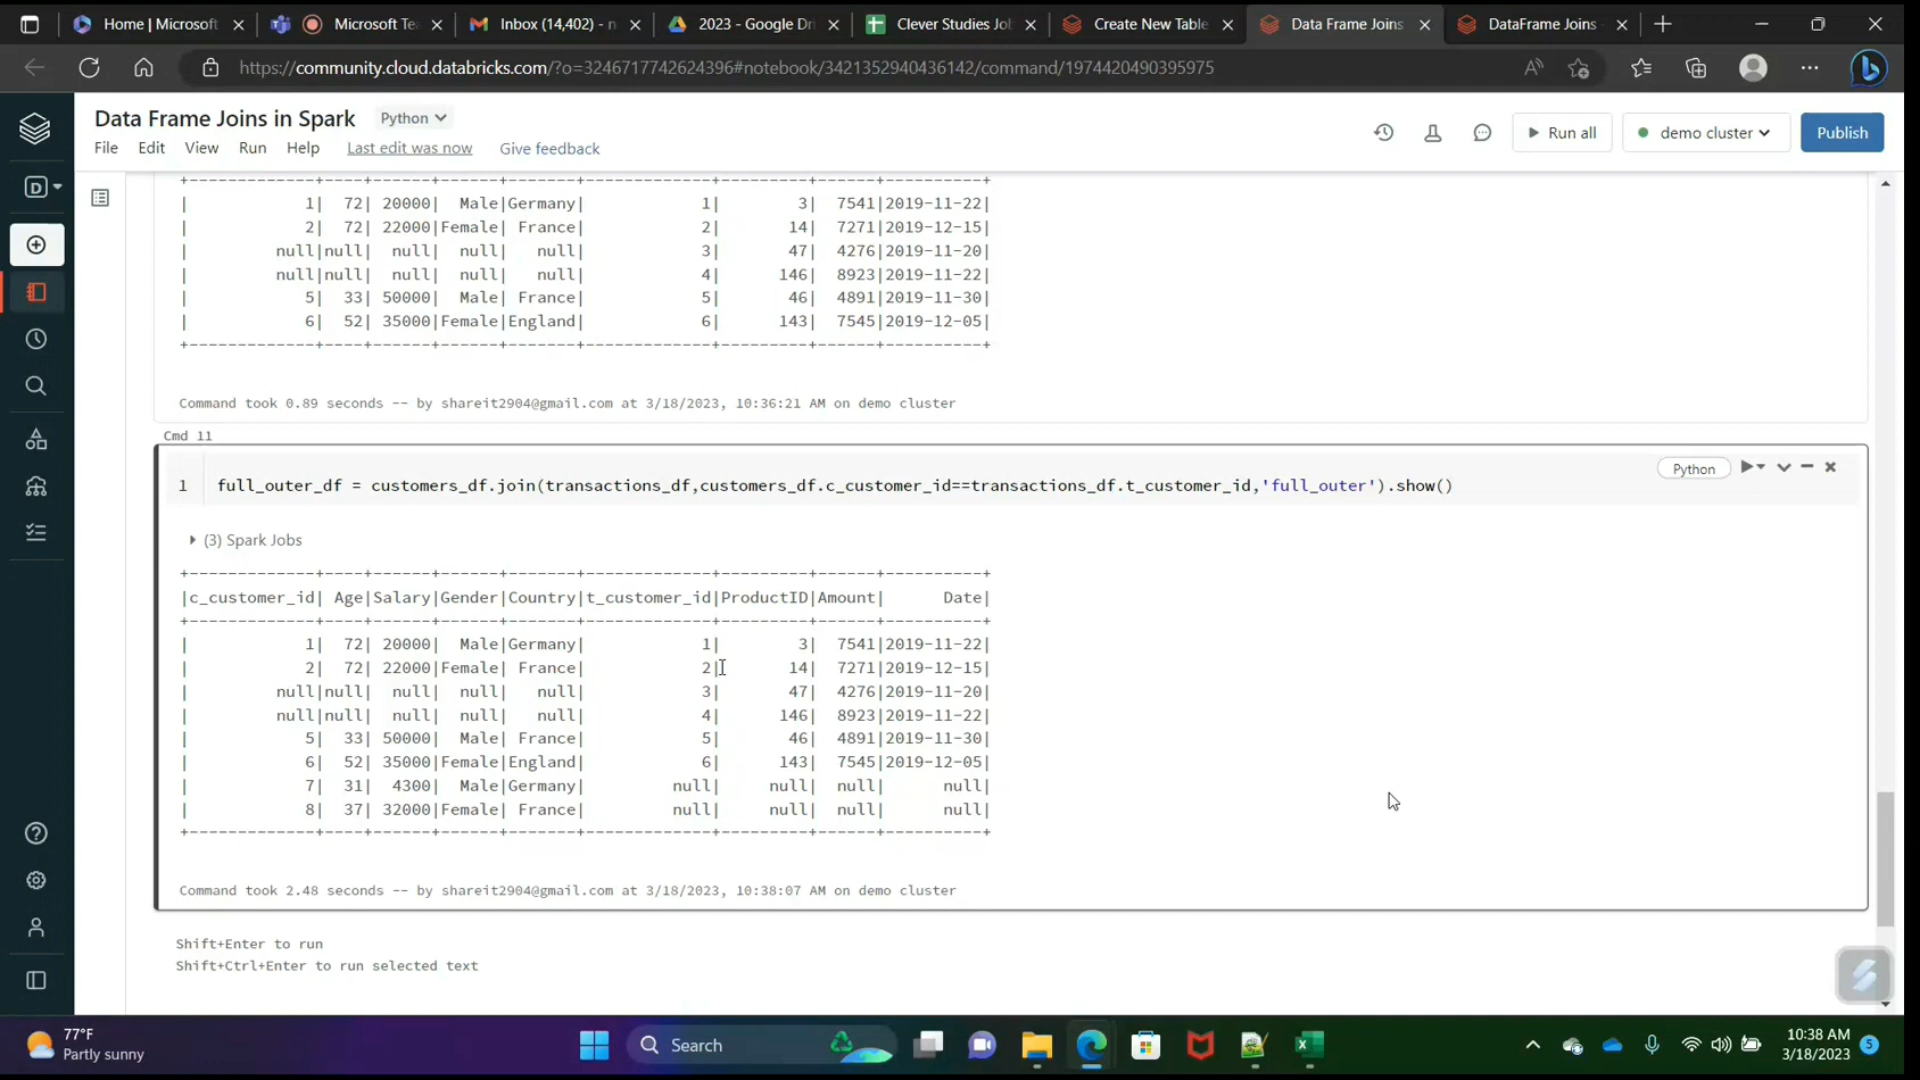 Home | Microsoft
Microsoft Te
Inbox (14,402) - n
2023 - Google Dri
Clever Studies Jo
Create New Table
Data Frame Joins
DataFrame Joins -
https://community.cloud.databricks.com/?o=3246717742624396#notebook/3421352940436142/command/1974420490395975
Data Frame Joins in Spark Python
File Edit View Run Help Last edit was now Give feedback
Run all demo cluster Publish
D
+-------------+----+------+------+-------+-------------+---------+------+----------+
| 1| 72| 20000| Male|Germany| 1| 3| 7541|2019-11-22|
| 2| 72| 22000|Female| France| 2| 14| 7271|2019-12-15|
| null|null| null| null| null| 3| 47| 4276|2019-11-20|
| null|null| null| null| null| 4| 146| 8923|2019-11-22|
| 5| 33| 50000| Male| France| 5| 46| 4891|2019-11-30|
| 6| 52| 35000|Female|England| 6| 143| 7545|2019-12-05|
+-------------+----+------+------+-------+-------------+---------+------+----------+
Command took 0.89 seconds -- by shareit2904@gmail.com at 3/18/2023, 10:36:21 AM on demo cluster
Cmd 11
Python
1 full_outer_df = customers_df.join(transactions_df,customers_df.c_customer_id==transactions_df.t_customer_id,'full_outer').show()
(3) Spark Jobs
+-------------+----+------+------+-------+-------------+---------+------+----------+
|c_customer_id| Age|Salary|Gender|Country|t_customer_id|ProductID|Amount| Date|
+-------------+----+------+------+-------+-------------+---------+------+----------+
| 1| 72| 20000| Male|Germany| 1| 3| 7541|2019-11-22|
| 2| 72| 22000|Female| France| 2| 14| 7271|2019-12-15|
| null|null| null| null| null| 3| 47| 4276|2019-11-20|
| null|null| null| null| null| 4| 146| 8923|2019-11-22|
| 5| 33| 50000| Male| France| 5| 46| 4891|2019-11-30|
| 6| 52| 35000|Female|England| 6| 143| 7545|2019-12-05|
| 7| 31| 4300| Male|Germany| null| null| null| null|
| 8| 37| 32000|Female| France| null| null| null| null|
+-------------+----+------+------+-------+-------------+---------+------+----------+
Command took 2.48 seconds -- by shareit2904@gmail.com at 3/18/2023, 10:38:07 AM on demo cluster
Shift+Enter to run
Shift+Ctrl+Enter to run selected text
77°F
Partly sunny
Search
10:38 AM
3/18/2023
5